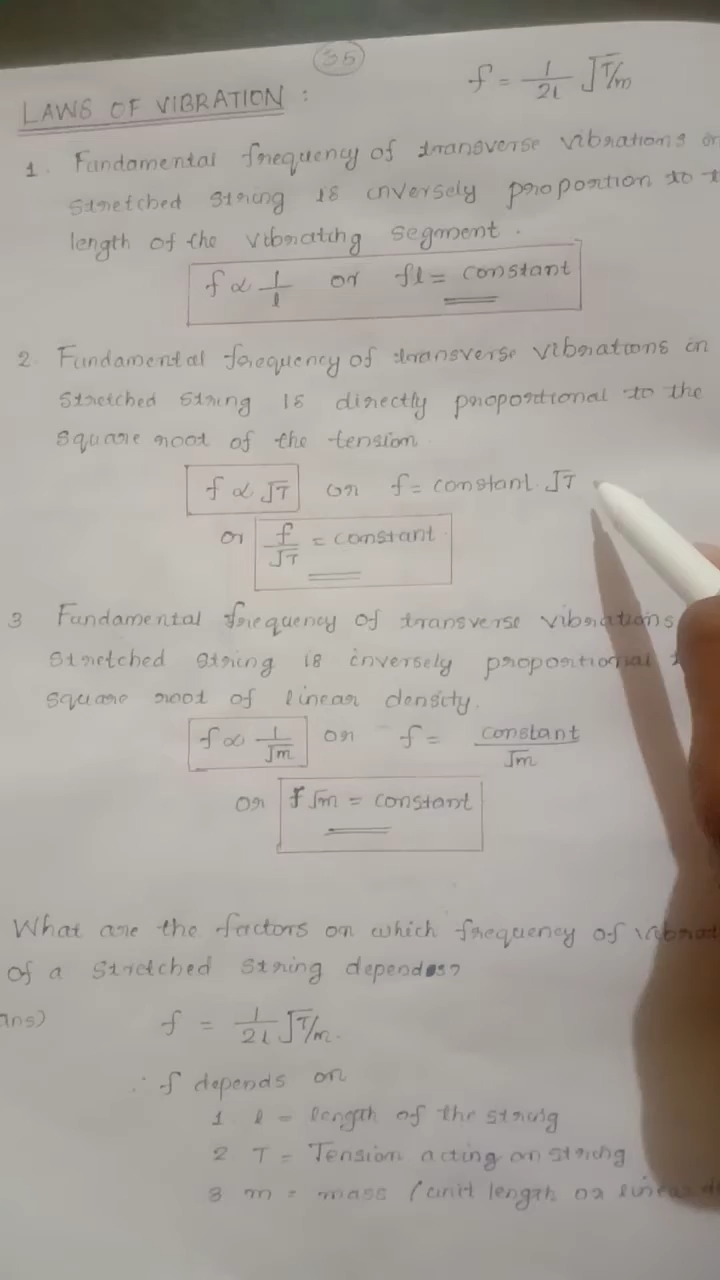 35
f = 1/2l √T/m
LAWS OF VIBRATION :
1. Fundamental frequency of transverse vibrations in
stretched string is inversely proportion to
length of the vibrating segment.
f ∝ 1/l or fl = constant
2. Fundamental frequency of transverse vibrations in
stretched string is directly proportional to the
square root of the tension
f ∝ √T or f = constant. √T
or f/√T = constant
3 Fundamental frequency of transverse vibrations
stretched string is inversely proportional
square root of linear density.
f ∝ 1/√m or f = constant/√m
or f√m = constant
What are the factors on which frequency of
of a stretched string depends?
ans) f = 1/2l √T/m.
∴ f depends on
1 l = length of the string
2 T = Tension acting on string
3 m = mass / unit length or linear